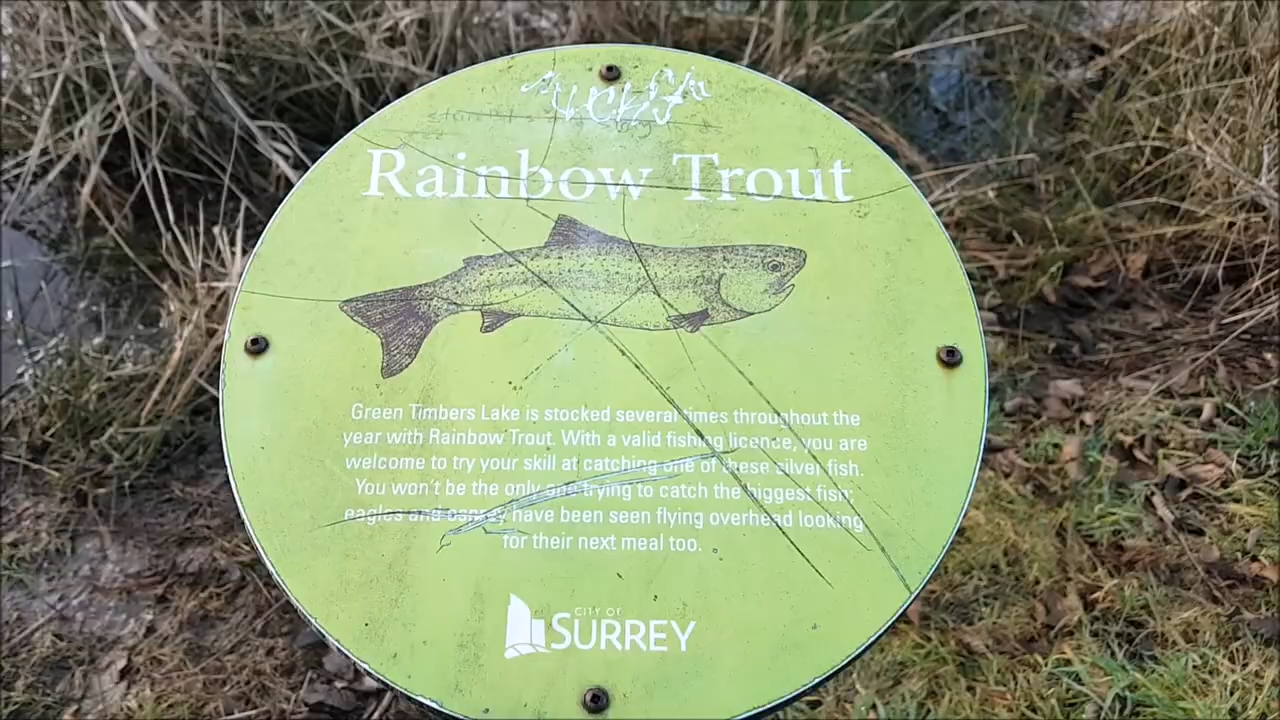 Rainbow Trout
Green Timbers Lake is stocked several times throughout the
year with Rainbow Trout. With a valid fishing licence, you are
welcome to try your skill at catching one of these silver fish.
You won't be the only one trying to catch the biggest fish;
eagles and osprey have been seen flying overhead looking
for their next meal too.
CITY OF
SURREY